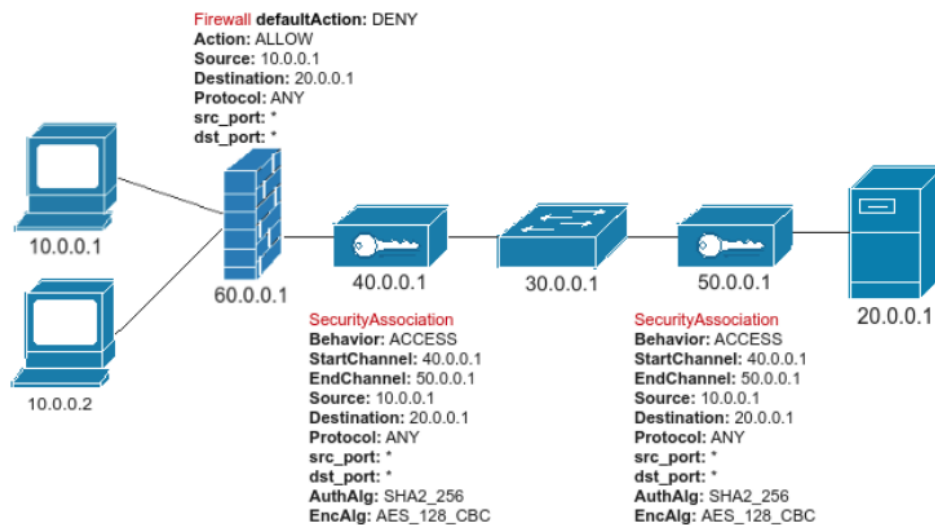 Firewall defaultAction: DENY
Action: ALLOW
Source: 10.0.0.1
Destination: 20.0.0.1
Protocol: ANY
src_port: *
dst_port: *
10.0.0.1
10.0.0.2
60.0.0.1
40.0.0.1
30.0.0.1
50.0.0.1
20.0.0.1
SecurityAssociation
Behavior: ACCESS
StartChannel: 40.0.0.1
EndChannel: 50.0.0.1
Source: 10.0.0.1
Destination: 20.0.0.1
Protocol: ANY
src_port: *
dst_port: *
AuthAlg: SHA2_256
EncAlg: AES_128_CBC
SecurityAssociation
Behavior: ACCESS
StartChannel: 40.0.0.1
EndChannel: 50.0.0.1
Source: 10.0.0.1
Destination: 20.0.0.1
Protocol: ANY
src_port: *
dst_port: *
AuthAlg: SHA2_256
EncAlg: AES_128_CBC